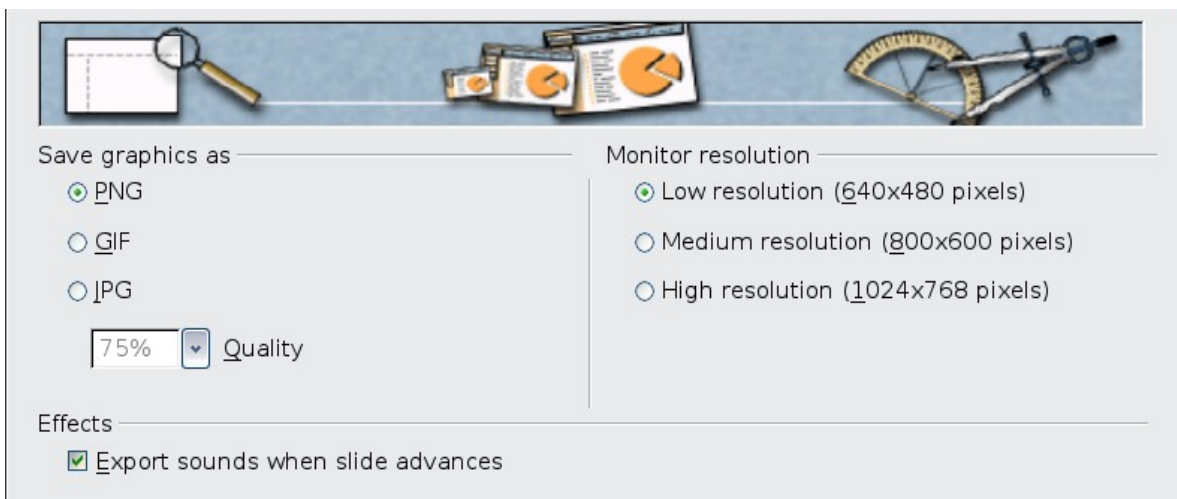 Save graphics as
PNG
GIF
JPG
75% Quality
Monitor resolution
Low resolution (640x480 pixels)
Medium resolution (800x600 pixels)
High resolution (1024x768 pixels)
Effects
Export sounds when slide advances